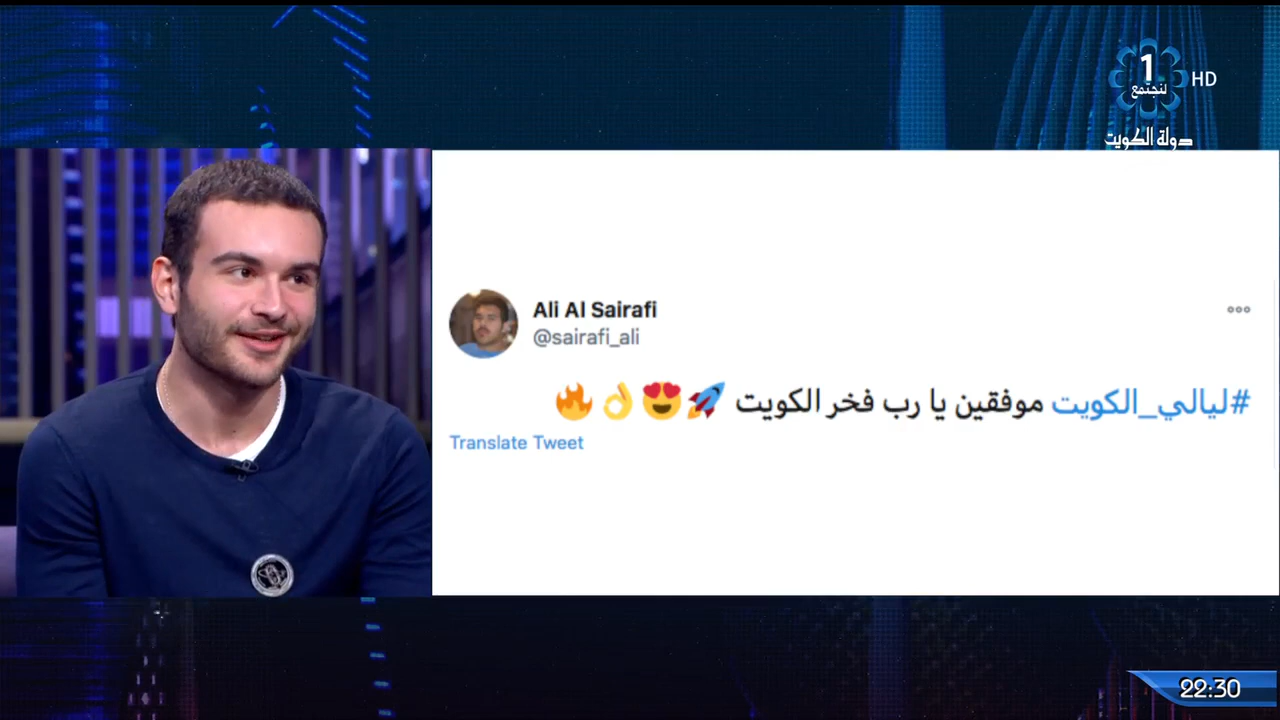 1
لنجتمع
HD
دولة الكويت
Ali Al Sairafi
@sairafi_ali
#ليالي_الكويت موفقين يا رب فخر الكويت 🚀😍👌🔥
Translate Tweet
22:30